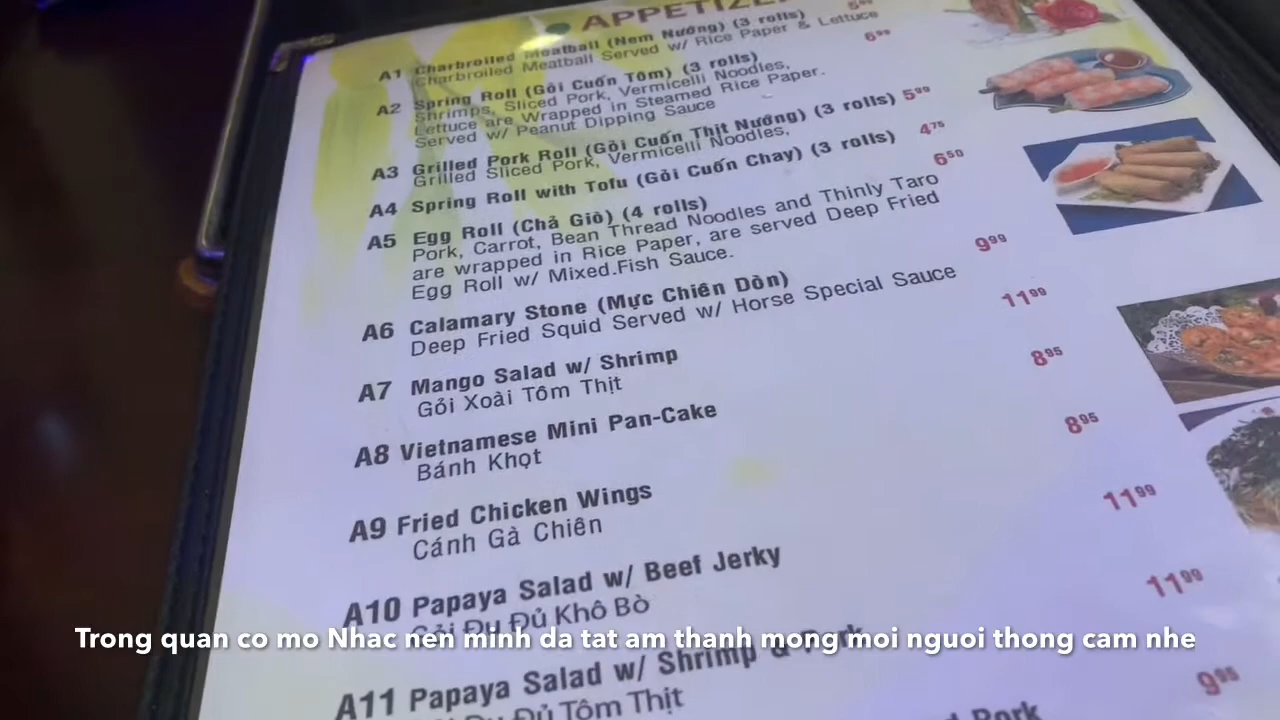 APPETIZE
A1 Charbroiled Meatball (Nem Nướng) (3 rolls) 5⁹⁹
Charbroiled Meatball Served w/ Rice Paper & Lettuce
A2 Spring Roll (Gỏi Cuốn Tôm) (3 rolls) 6⁹⁹
Shrimps, Sliced Pork, Vermicelli Noodles,
Lettuce are Wrapped in Steamed Rice Paper.
Served w/ Peanut Dipping Sauce
A3 Grilled Pork Roll (Gỏi Cuốn Thịt Nướng) (3 rolls) 5⁹⁹
Grilled Sliced Pork, Vermicelli Noodles,
A4 Spring Roll with Tofu (Gỏi Cuốn Chay) (3 rolls) 4⁷⁵
A5 Egg Roll (Chả Giò) (4 rolls) 6⁵⁰
Pork, Carrot, Bean Thread Noodles and Thinly Taro
are wrapped in Rice Paper, are served Deep Fried
Egg Roll w/ Mixed.Fish Sauce.
A6 Calamary Stone (Mực Chiên Dòn) 9⁹⁹
Deep Fried Squid Served w/ Horse Special Sauce
A7 Mango Salad w/ Shrimp 11⁹⁹
Gỏi Xoài Tôm Thịt
A8 Vietnamese Mini Pan-Cake 8⁹⁵
Bánh Khọt
A9 Fried Chicken Wings 8⁹⁵
Cánh Gà Chiên
A10 Papaya Salad w/ Beef Jerky 11⁹⁹
Gỏi Đu Đủ Khô Bò
Trong quan co mo Nhac nen minh da tat am thanh mong moi nguoi thong cam nhe
A11 Papaya Salad w/ Shrimp & Pork 11⁹⁹
Đu Đủ Tôm Thịt
Pork 9⁹⁵